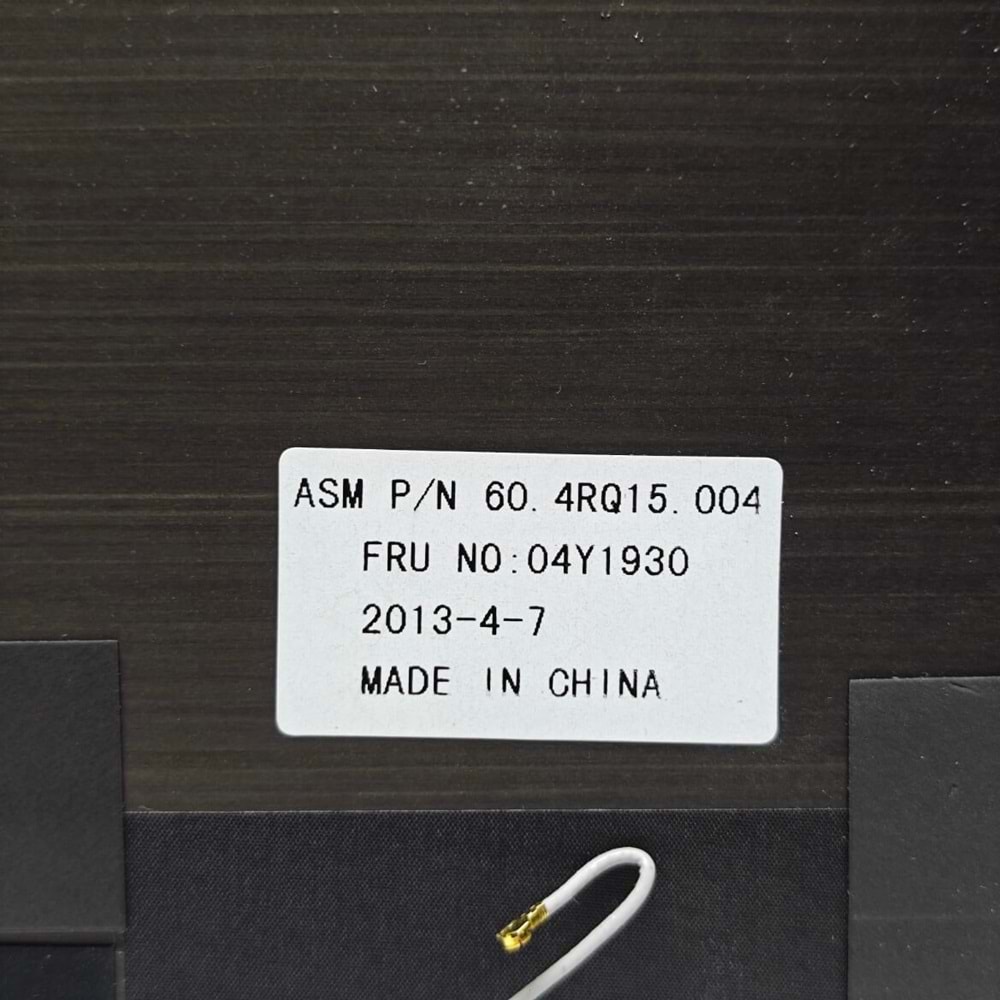 ASM P/N 60.4RQ15.004
FRU NO:04Y1930
2013-4-7
MADE IN CHINA